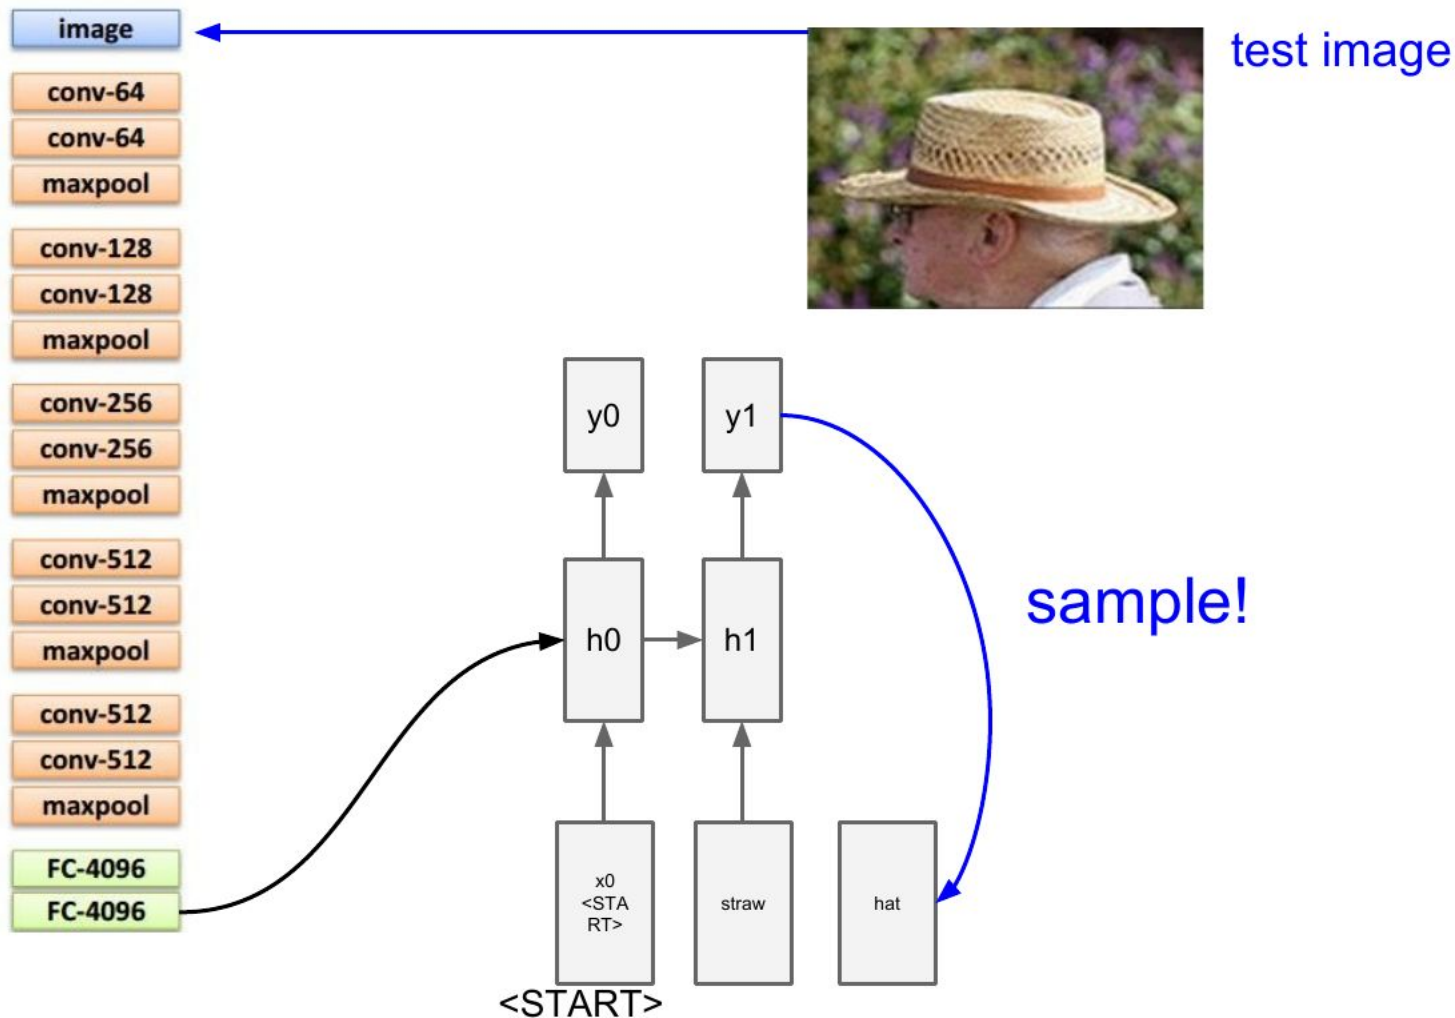 image
test image
conv-64
conv-64
maxpool
conv-128
conv-128
maxpool
conv-256
conv-256
maxpool
conv-512
conv-512
maxpool
conv-512
conv-512
maxpool
FC-4096
FC-4096
y0
y1
h0
h1
sample!
x0
<STA
RT>
straw
hat
<START>